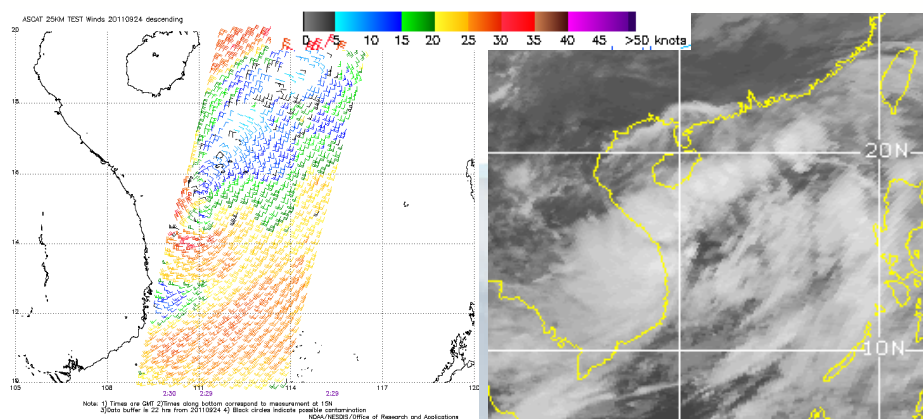 ASCAT 25KM TEST Winds 20110924 descending
0 5 10 15 20 25 30 35 40 45 >50 knots
20
18
16
14
12
10
105 108 111 114 117 120
2:30 2:29 2:29
Note: 1) Times are GMT 2)Times along bottom correspond to measurement at 15N
3)Data buffer is 22 hrs from 20110924 4) Black circles indicate possible contamination
NOAA/NESDIS/Office of Research and Applications
20N
10N